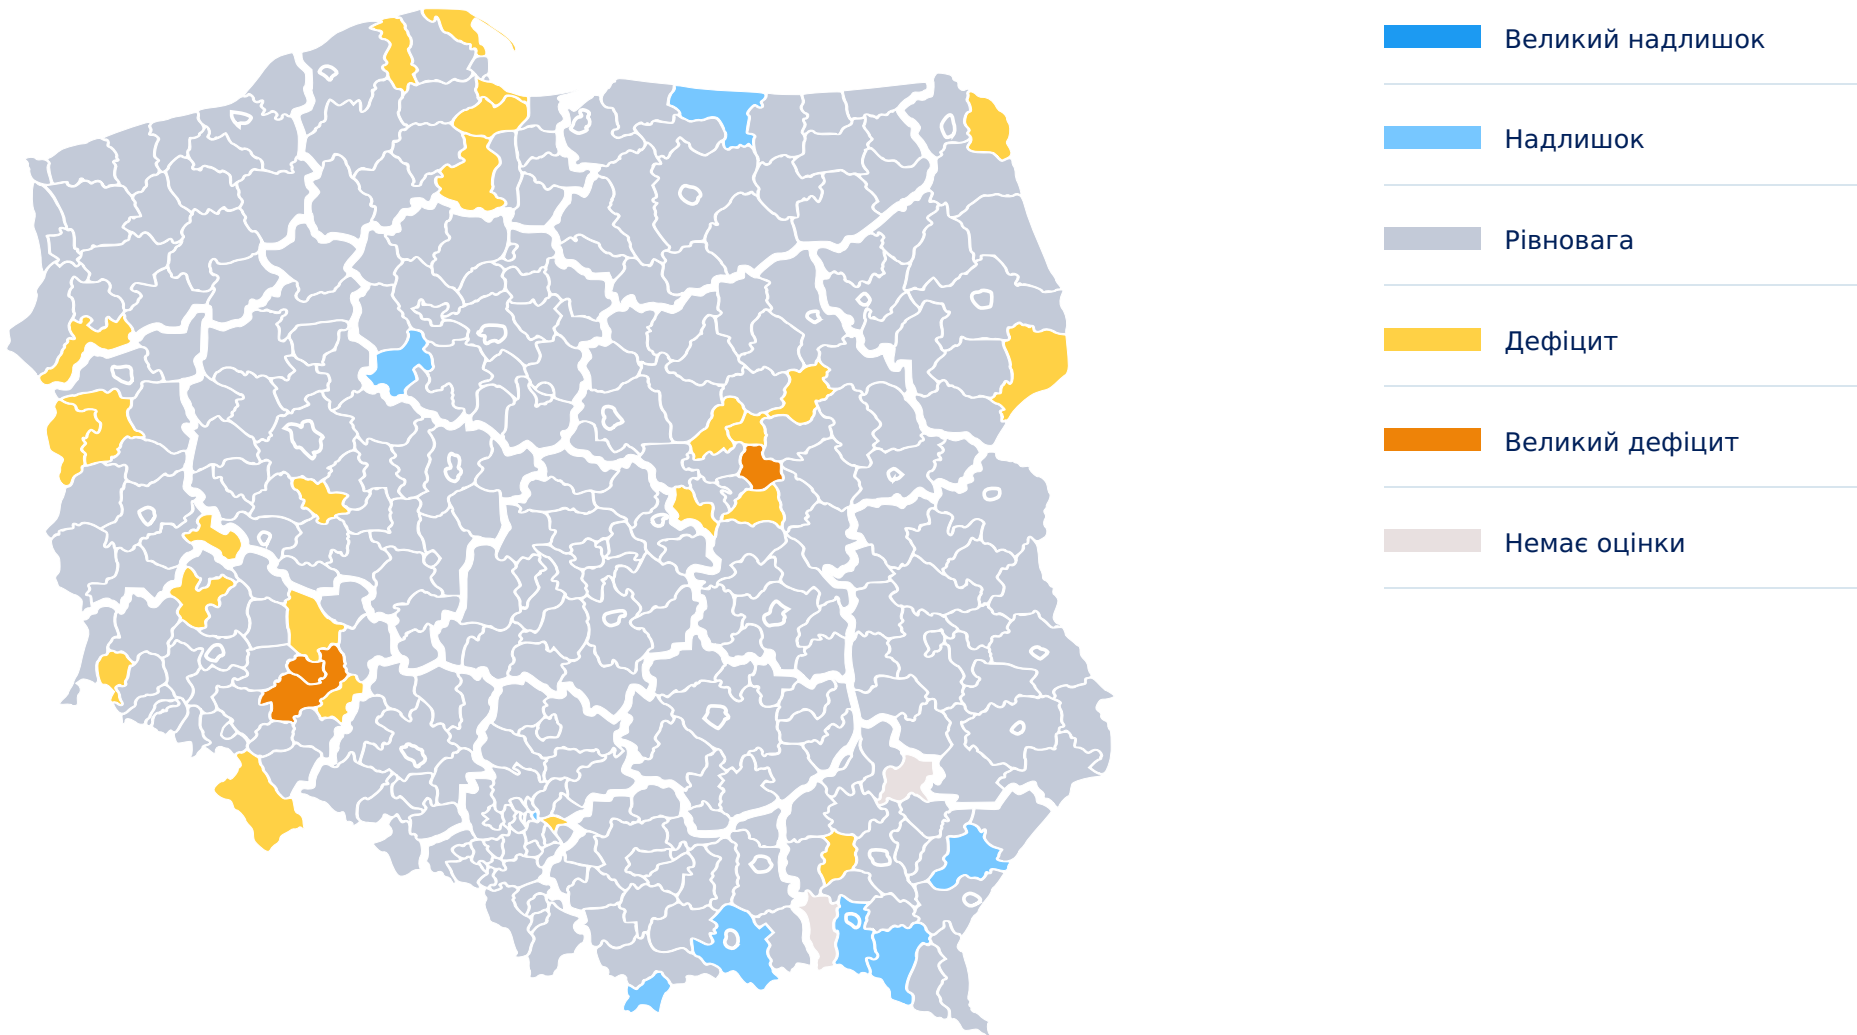 Великий надлишок
Надлишок
Рівновага
Дефіцит
Великий дефіцит
Немає оцінки